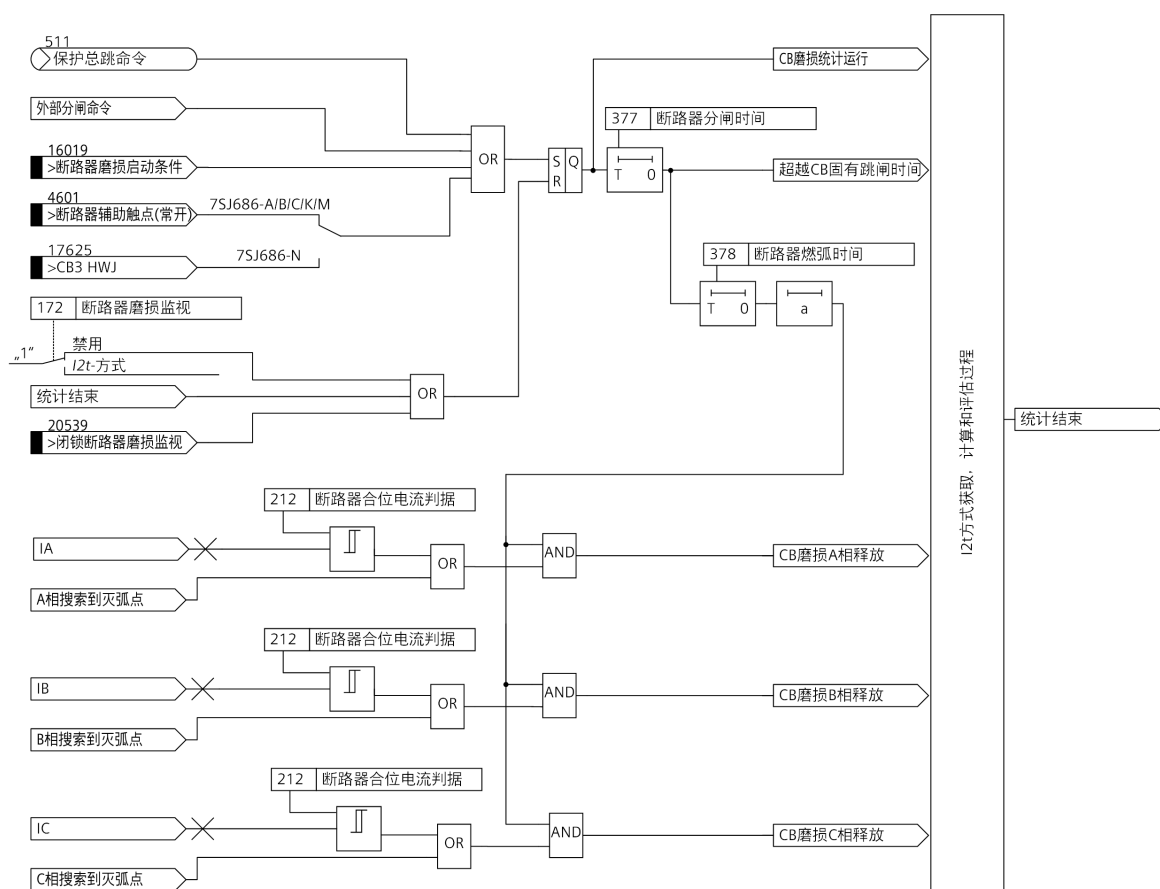 511
保护总跳命令
CB磨损统计运行
外部分闸命令
377 断路器分闸时间
16019
>断路器磨损启动条件
OR
S Q
R
T 0
超越CB固有跳闸时间
4601
>断路器辅助触点(常开)
7SJ686-A/B/C/K/M
17625
>CB3 HWJ
7SJ686-N
378 断路器燃弧时间
T 0
a
172 断路器磨损监视
„1“
禁用
I2t-方式
统计结束
OR
20539
>闭锁断路器磨损监视
I2t方式获取，计算和评估过程
统计结束
212 断路器合位电流判据
IA
OR
AND
CB磨损A相释放
A相搜索到灭弧点
212 断路器合位电流判据
IB
OR
AND
CB磨损B相释放
B相搜索到灭弧点
212 断路器合位电流判据
IC
OR
AND
CB磨损C相释放
C相搜索到灭弧点